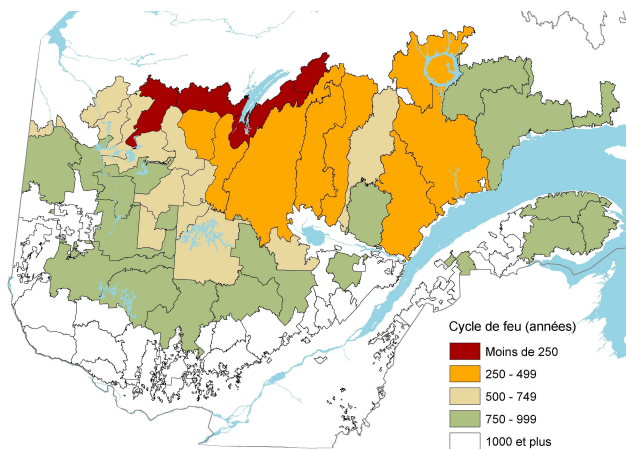 Cycle de feu (années)
Moins de 250
250 - 499
500 - 749
750 - 999
1000 et plus